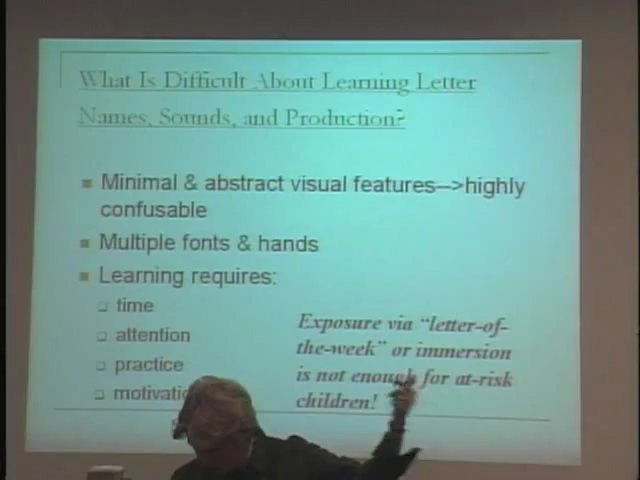 What Is Difficult About Learning Letter
Names, Sounds, and Production?
Minimal & abstract visual features-->highly
confusable
Multiple fonts & hands
Learning requires:
time
attention
practice
Exposure via "letter-of-
the-week" or immersion
is not enough for at-risk
children!